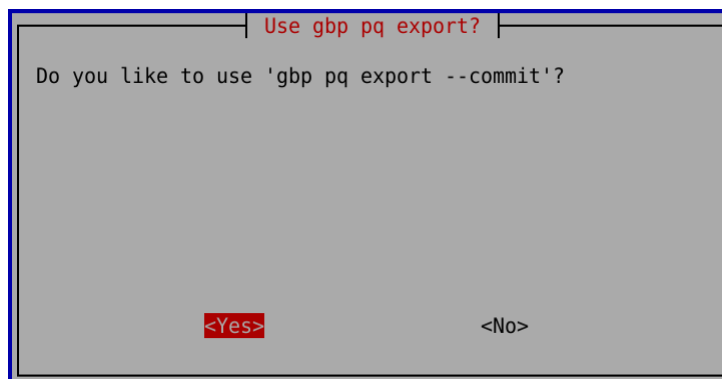 Use gbp pq export?
Do you like to use 'gbp pq export --commit'?
<Yes> <No>